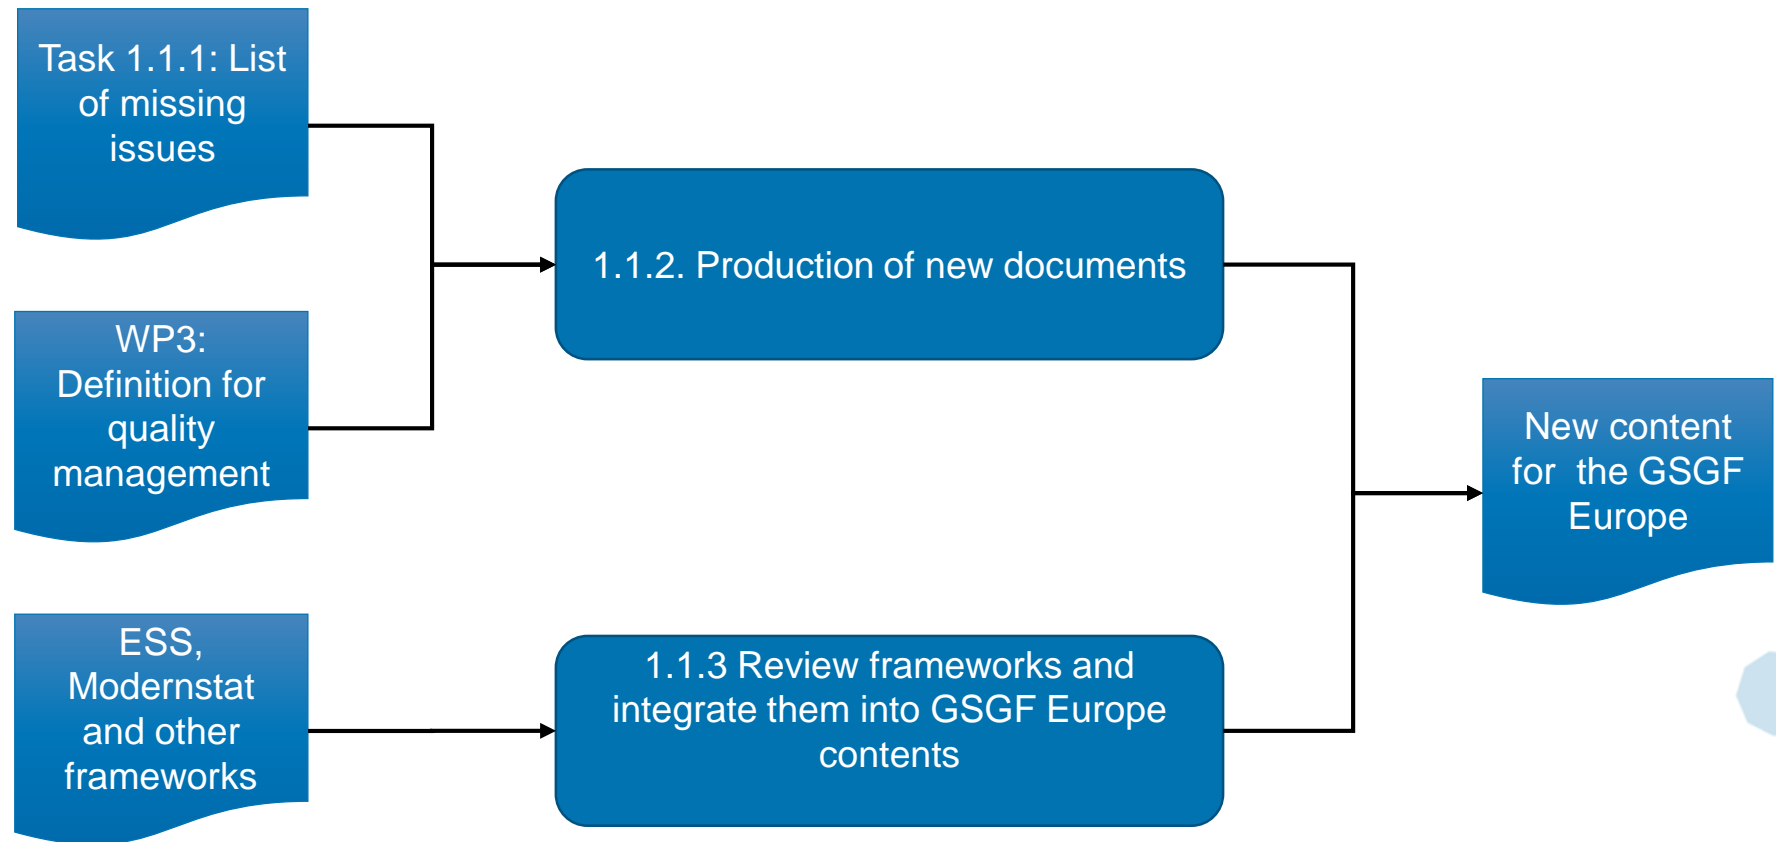 Task 1.1.1: List
of missing
issues
WP3:
Definition for
quality
management
ESS,
Modernstat
and other
frameworks
1.1.2. Production of new documents
1.1.3 Review frameworks and
integrate them into GSGF Europe
contents
New content
for  the GSGF
Europe